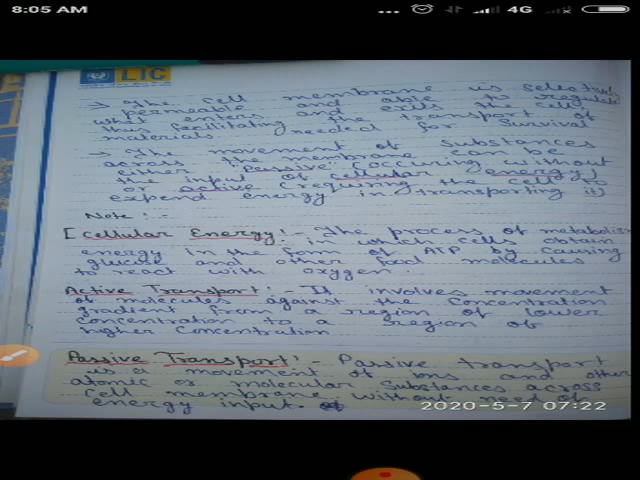 8:05 AM
4G
LIC
→ The cell membrane is selectively
permeable and able to regulate
what enters and exits the cell,
thus facilitating the transport of
materials needed for survival
→ The movement of substances
across the membrane can be
either "passive" (occuring without
the input of cellular energy)
or active (requiring the cell to
expend energy in transporting it)
Note :-
[ Cellular Energy :- The process of metabolism
in which cells obtain
energy in the form of ATP by causing
glucose and other food molecules
to react with oxygen.
Active Transport :- It involves movement
of molecules against the concentration
gradient from a region of lower
concentration to a region of
higher concentration
Passive Transport :- Passive transport
is a movement of ions and other
atomic or molecular substances across
cell membrane without need of
energy input.
2020-5-7 07:22